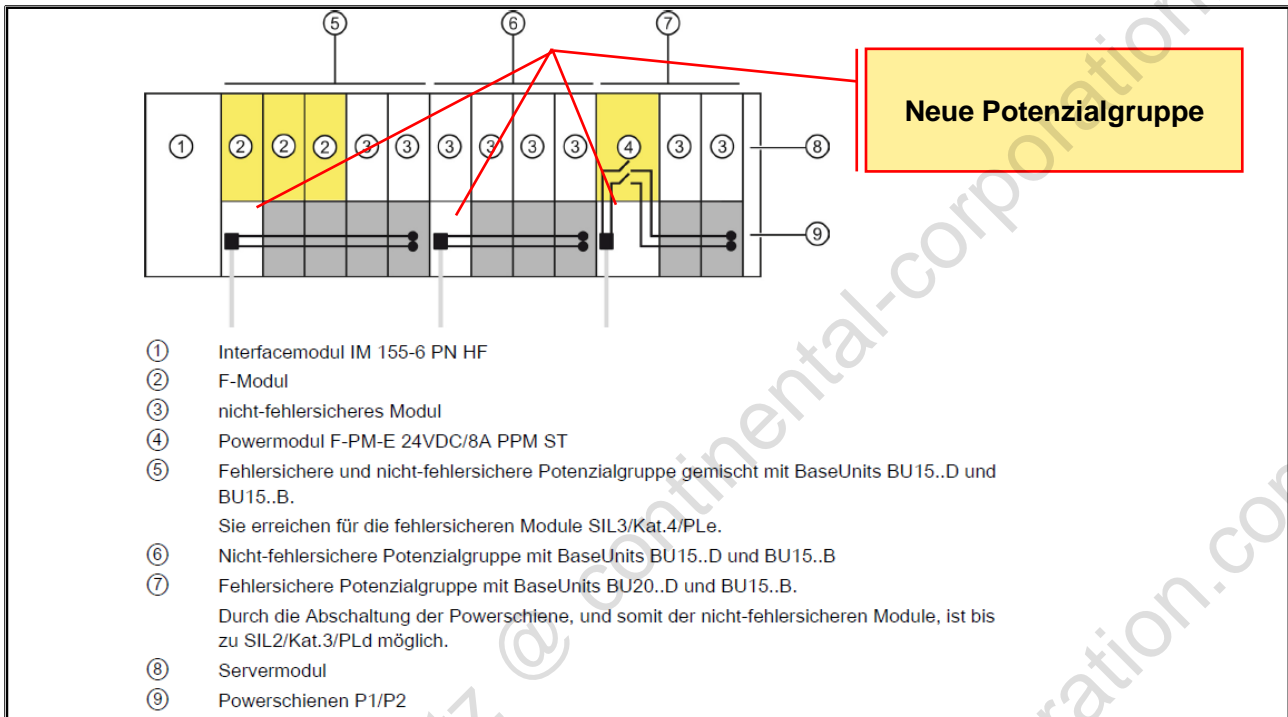 ⑤ ⑥ ⑦
Neue Potenzialgruppe
① ② ② ② ③ ③ ③ ③ ③ ③ ④ ③ ③ ⑧
⑨
① Interfacemodul IM 155-6 PN HF
② F-Modul
③ nicht-fehlersicheres Modul
④ Powermodul F-PM-E 24VDC/8A PPM ST
⑤ Fehlersichere und nicht-fehlersichere Potenzialgruppe gemischt mit BaseUnits BU15..D und
BU15..B.
Sie erreichen für die fehlersicheren Module SIL3/Kat.4/PLe.
⑥ Nicht-fehlersichere Potenzialgruppe mit BaseUnits BU15..D und BU15..B
⑦ Fehlersichere Potenzialgruppe mit BaseUnits BU20..D und BU15..B.
Durch die Abschaltung der Powerschiene, und somit der nicht-fehlersicheren Module, ist bis
zu SIL2/Kat.3/PLd möglich.
⑧ Servermodul
⑨ Powerschienen P1/P2
@ continental-corporation
ration.co